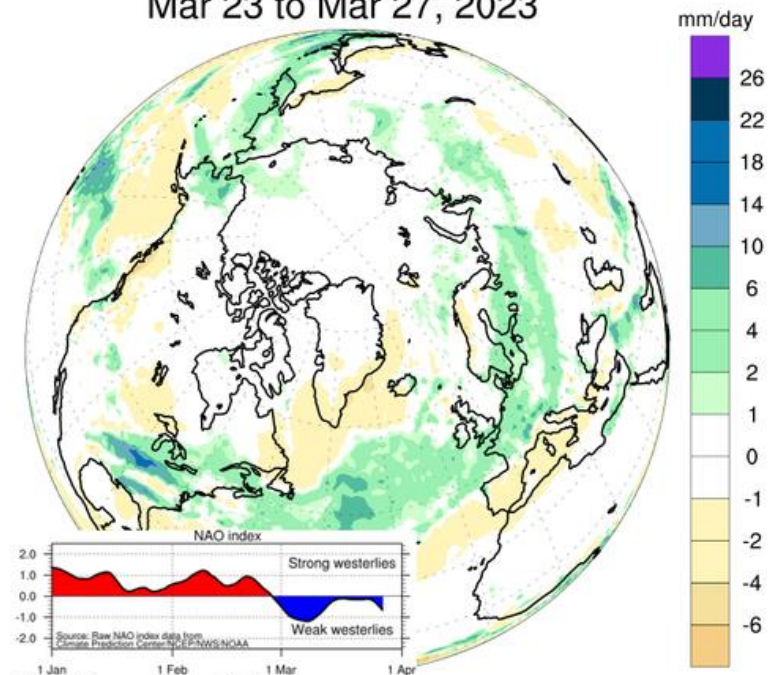 Mar 23 to Mar 27, 2023
mm/day
26
22
18
14
10
6
4
2
1
0
-1
-2
-4
-6
NAO index
2.0
1.0
0.0
-1.0
-2.0
Strong westerlies
Weak westerlies
Source: Raw NAO index data from
Climate Prediction Center/NCEP/NWS/NOAA
1 Jan 1 Feb 1 Mar 1 Apr